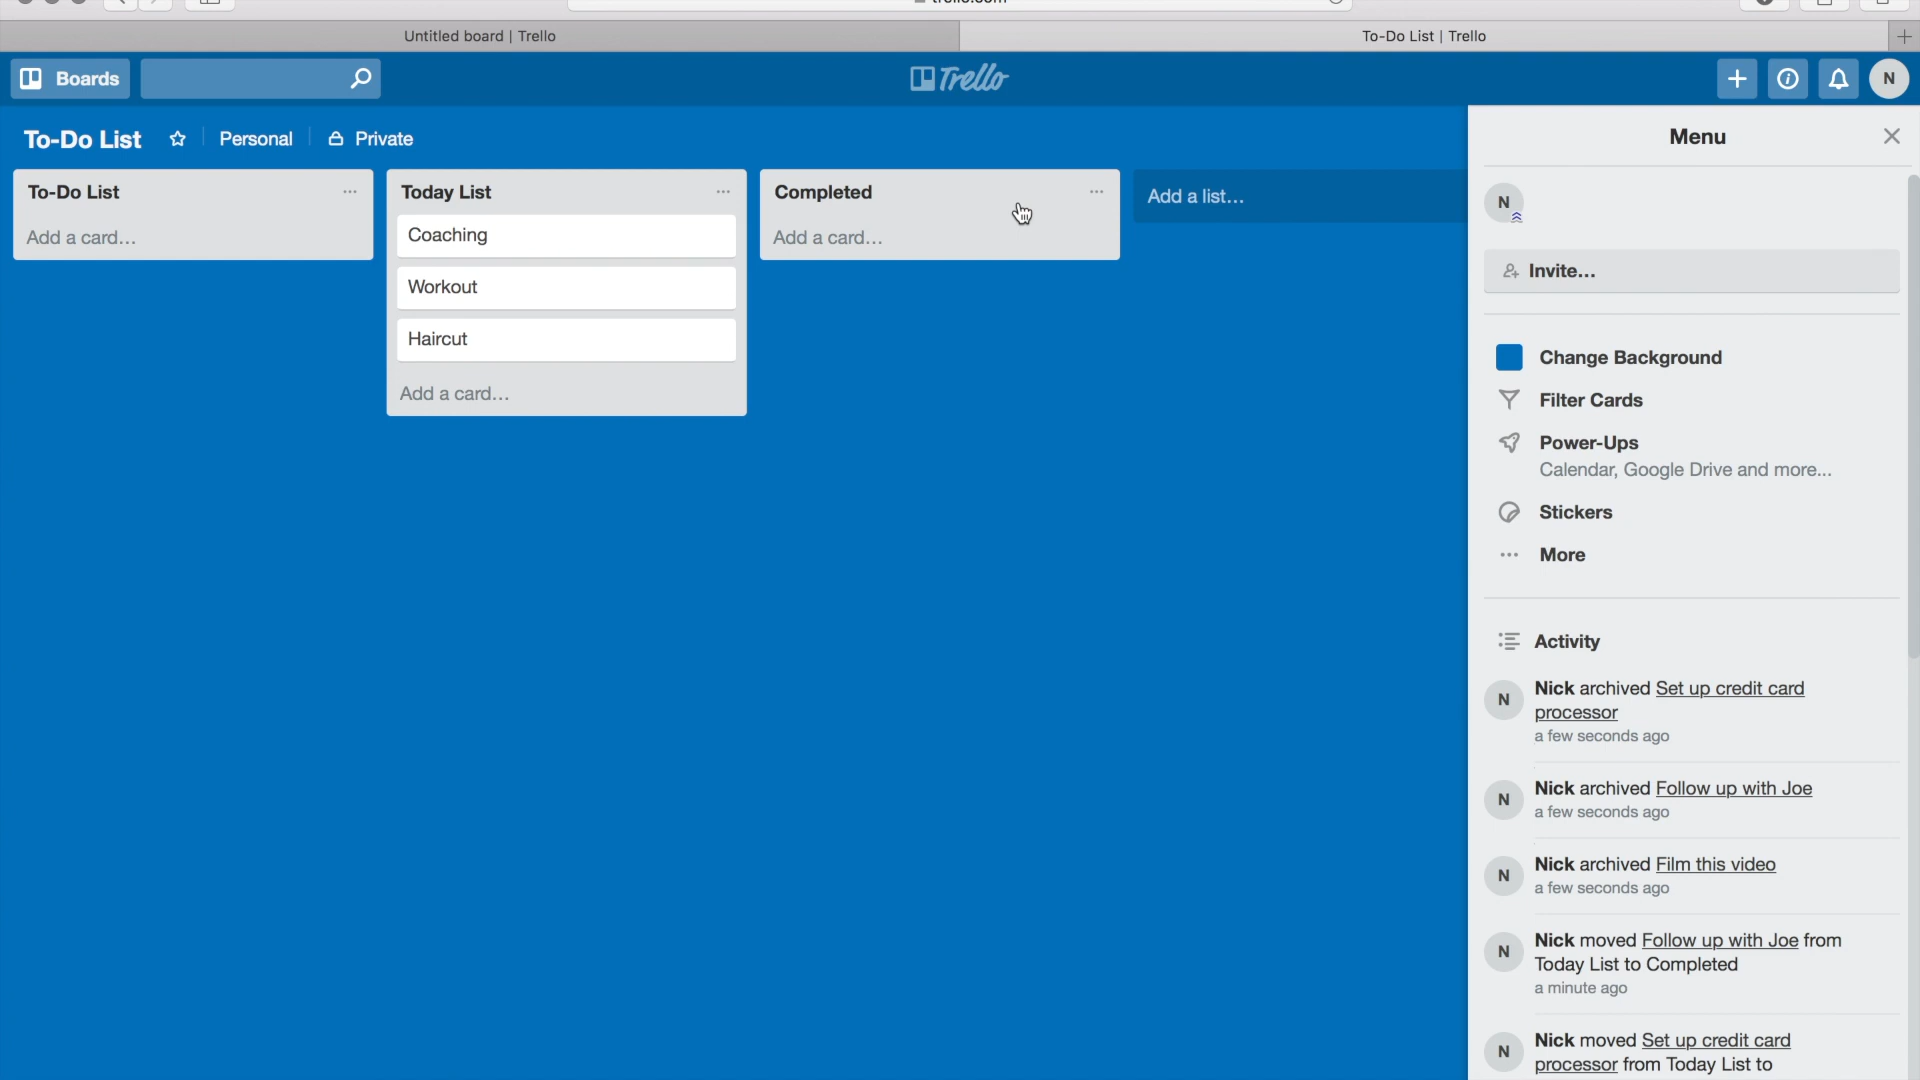 Untitled board | Trello
To-Do List | Trello
Boards
Trello
N
To-Do List
Personal
Private
To-Do List
Add a card...
Today List
Coaching
Workout
Haircut
Add a card...
Completed
Add a card...
Add a list...
Menu
N
Invite...
Change Background
Filter Cards
Power-Ups
Calendar, Google Drive and more...
Stickers
More
Activity
N
Nick archived Set up credit card
processor
a few seconds ago
N
Nick archived Follow up with Joe
a few seconds ago
N
Nick archived Film this video
a few seconds ago
N
Nick moved Follow up with Joe from
Today List to Completed
a minute ago
N
Nick moved Set up credit card
processor from Today List to